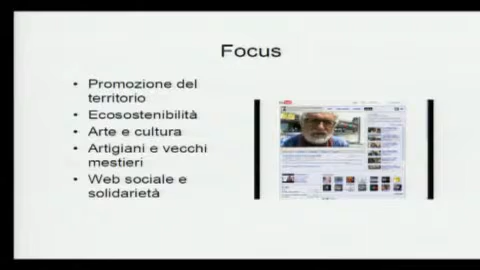 Focus
• Promozione del
territorio
• Ecosostenibilità
• Arte e cultura
• Artigiani e vecchi
mestieri
• Web sociale e
solidarietà